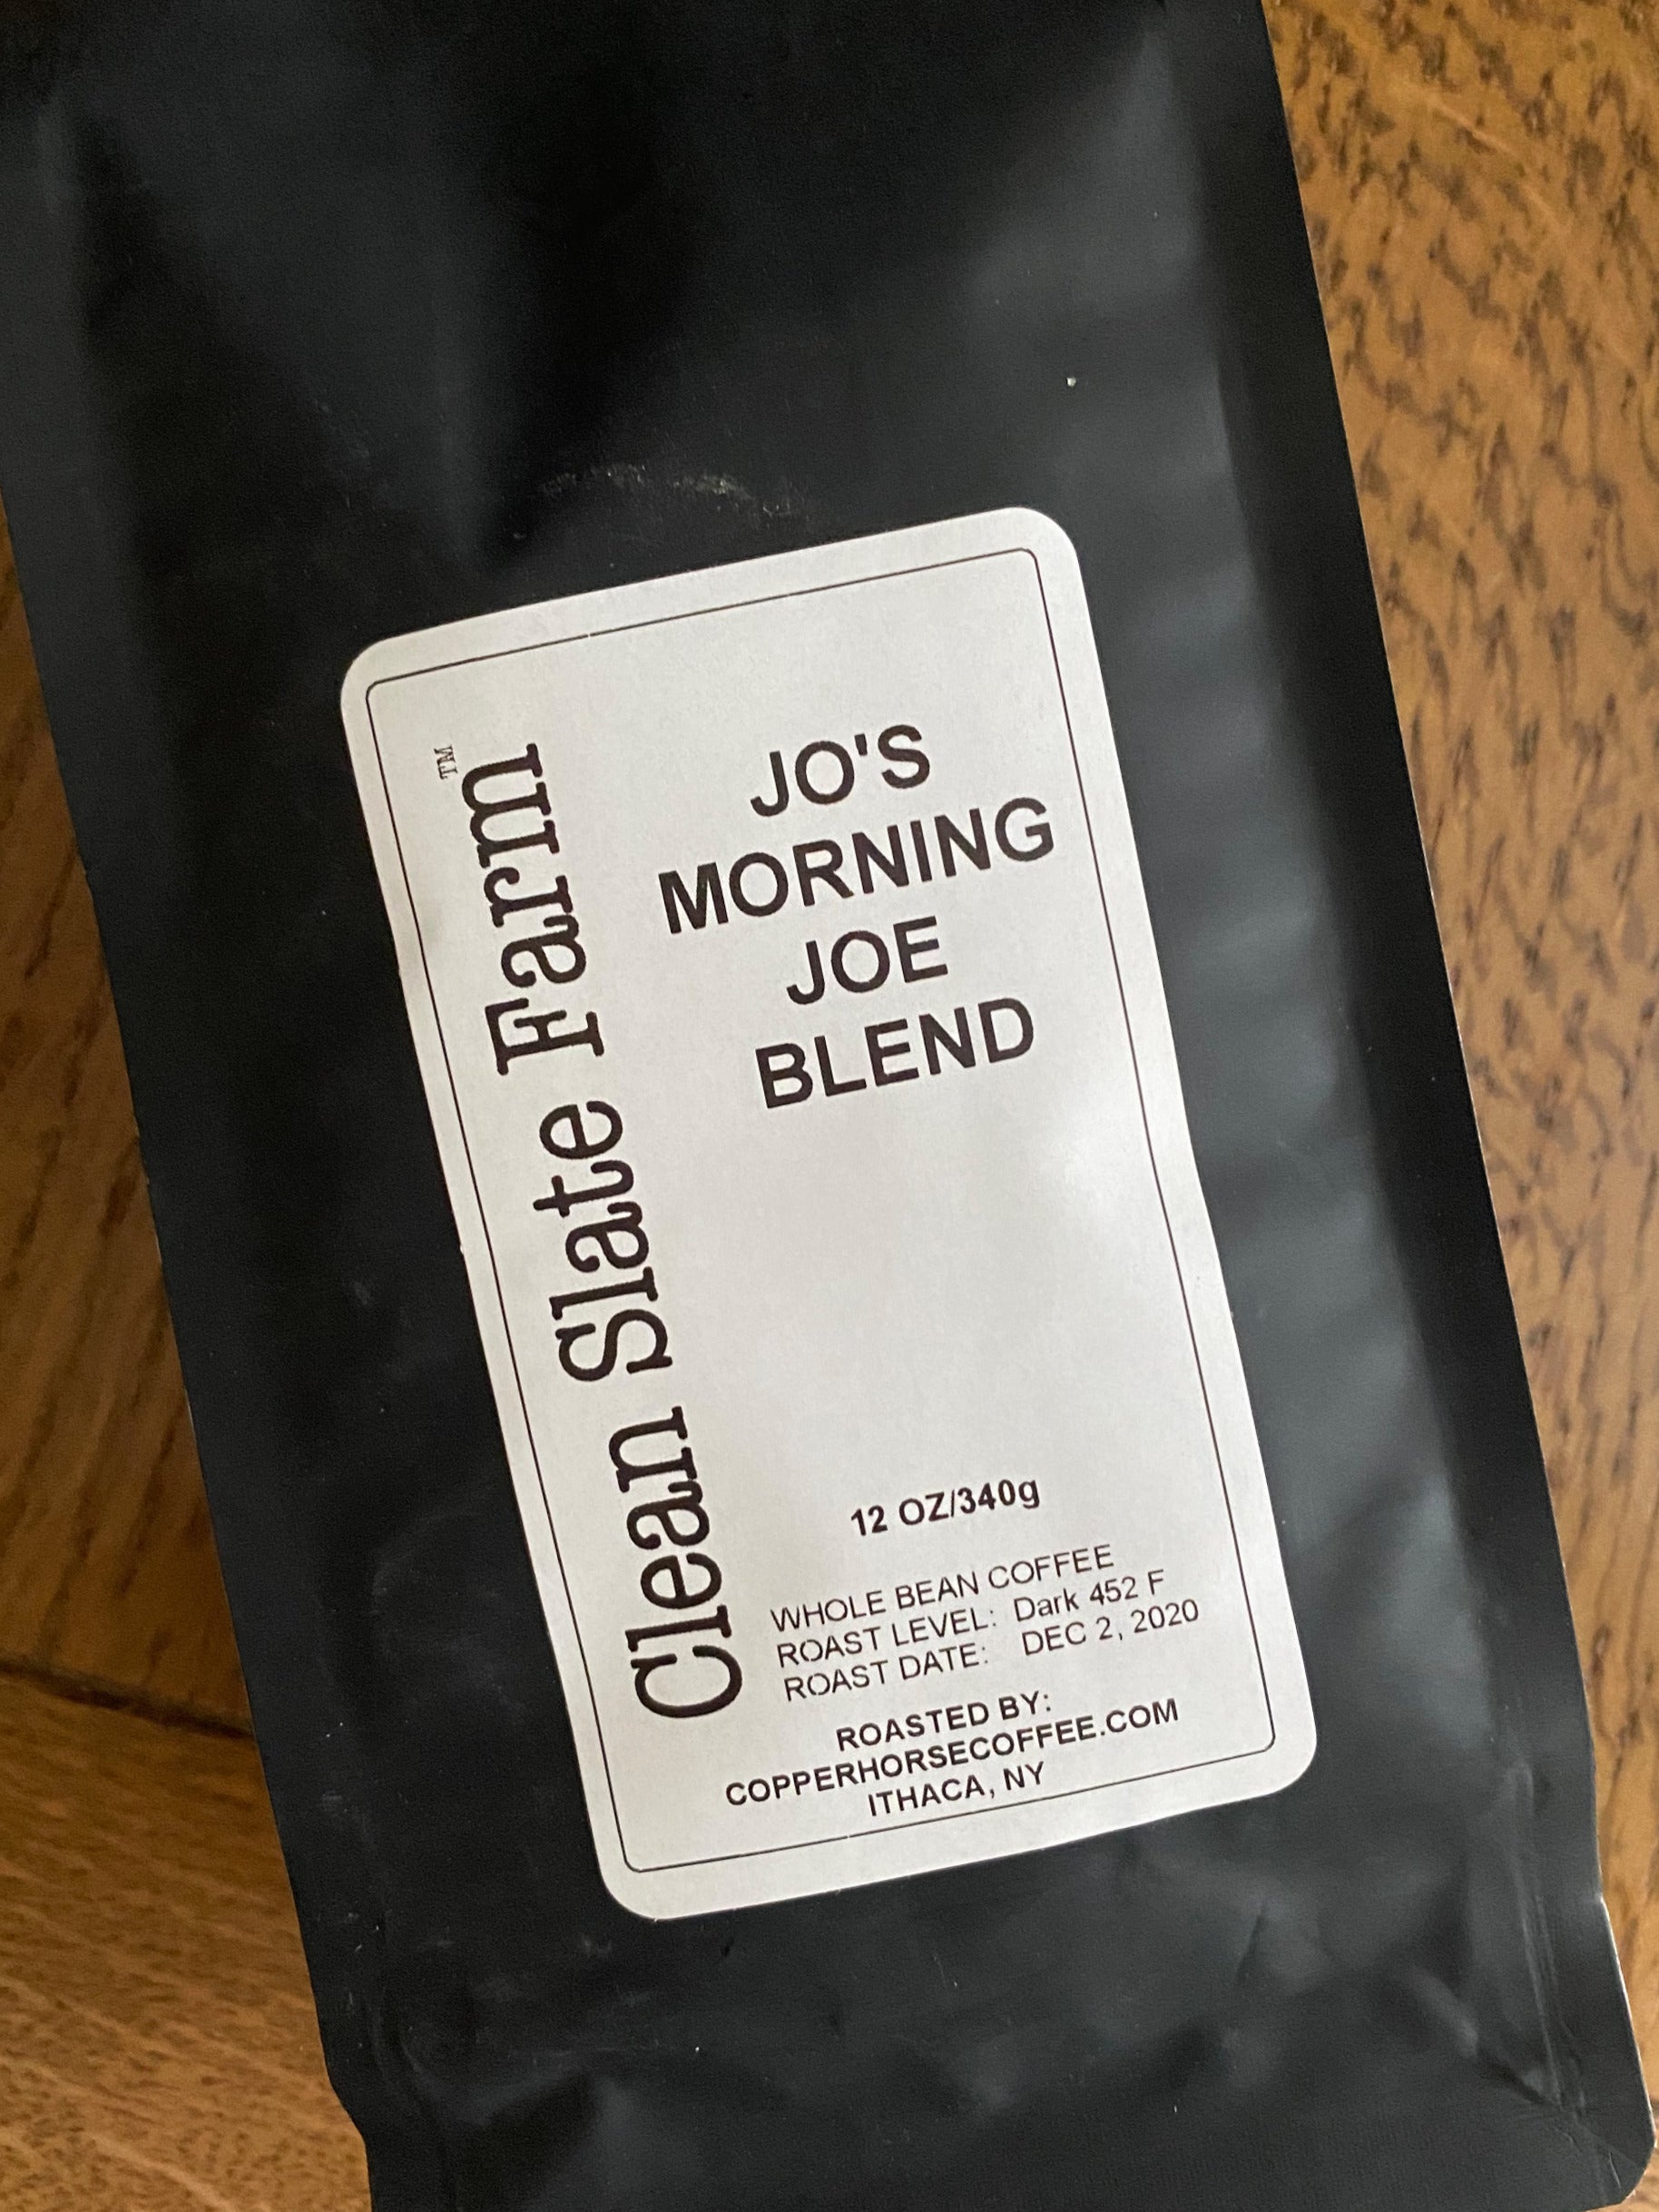 Clean Slate Farm™
JO'S
MORNING
JOE
BLEND
12 OZ/340g
WHOLE BEAN COFFEE
ROAST LEVEL: Dark 452 F
ROAST DATE: DEC 2, 2020
ROASTED BY:
COPPERHORSECOFFEE.COM
ITHACA, NY